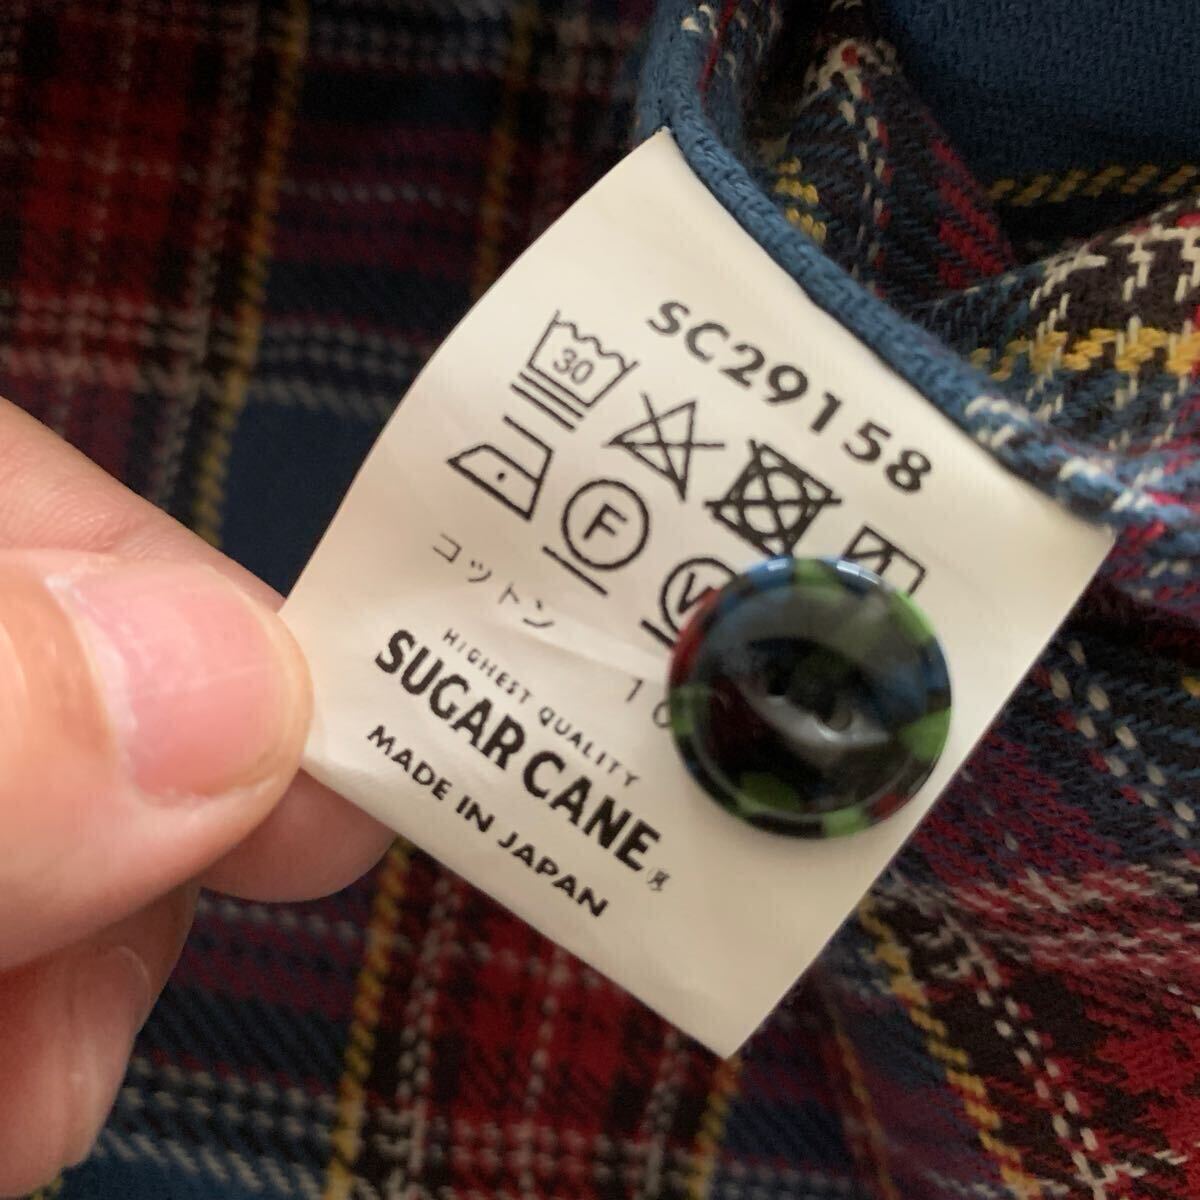 SC29158
30
F
W
コットン
HIGHEST QUALITY
SUGAR CANE®
MADE IN JAPAN